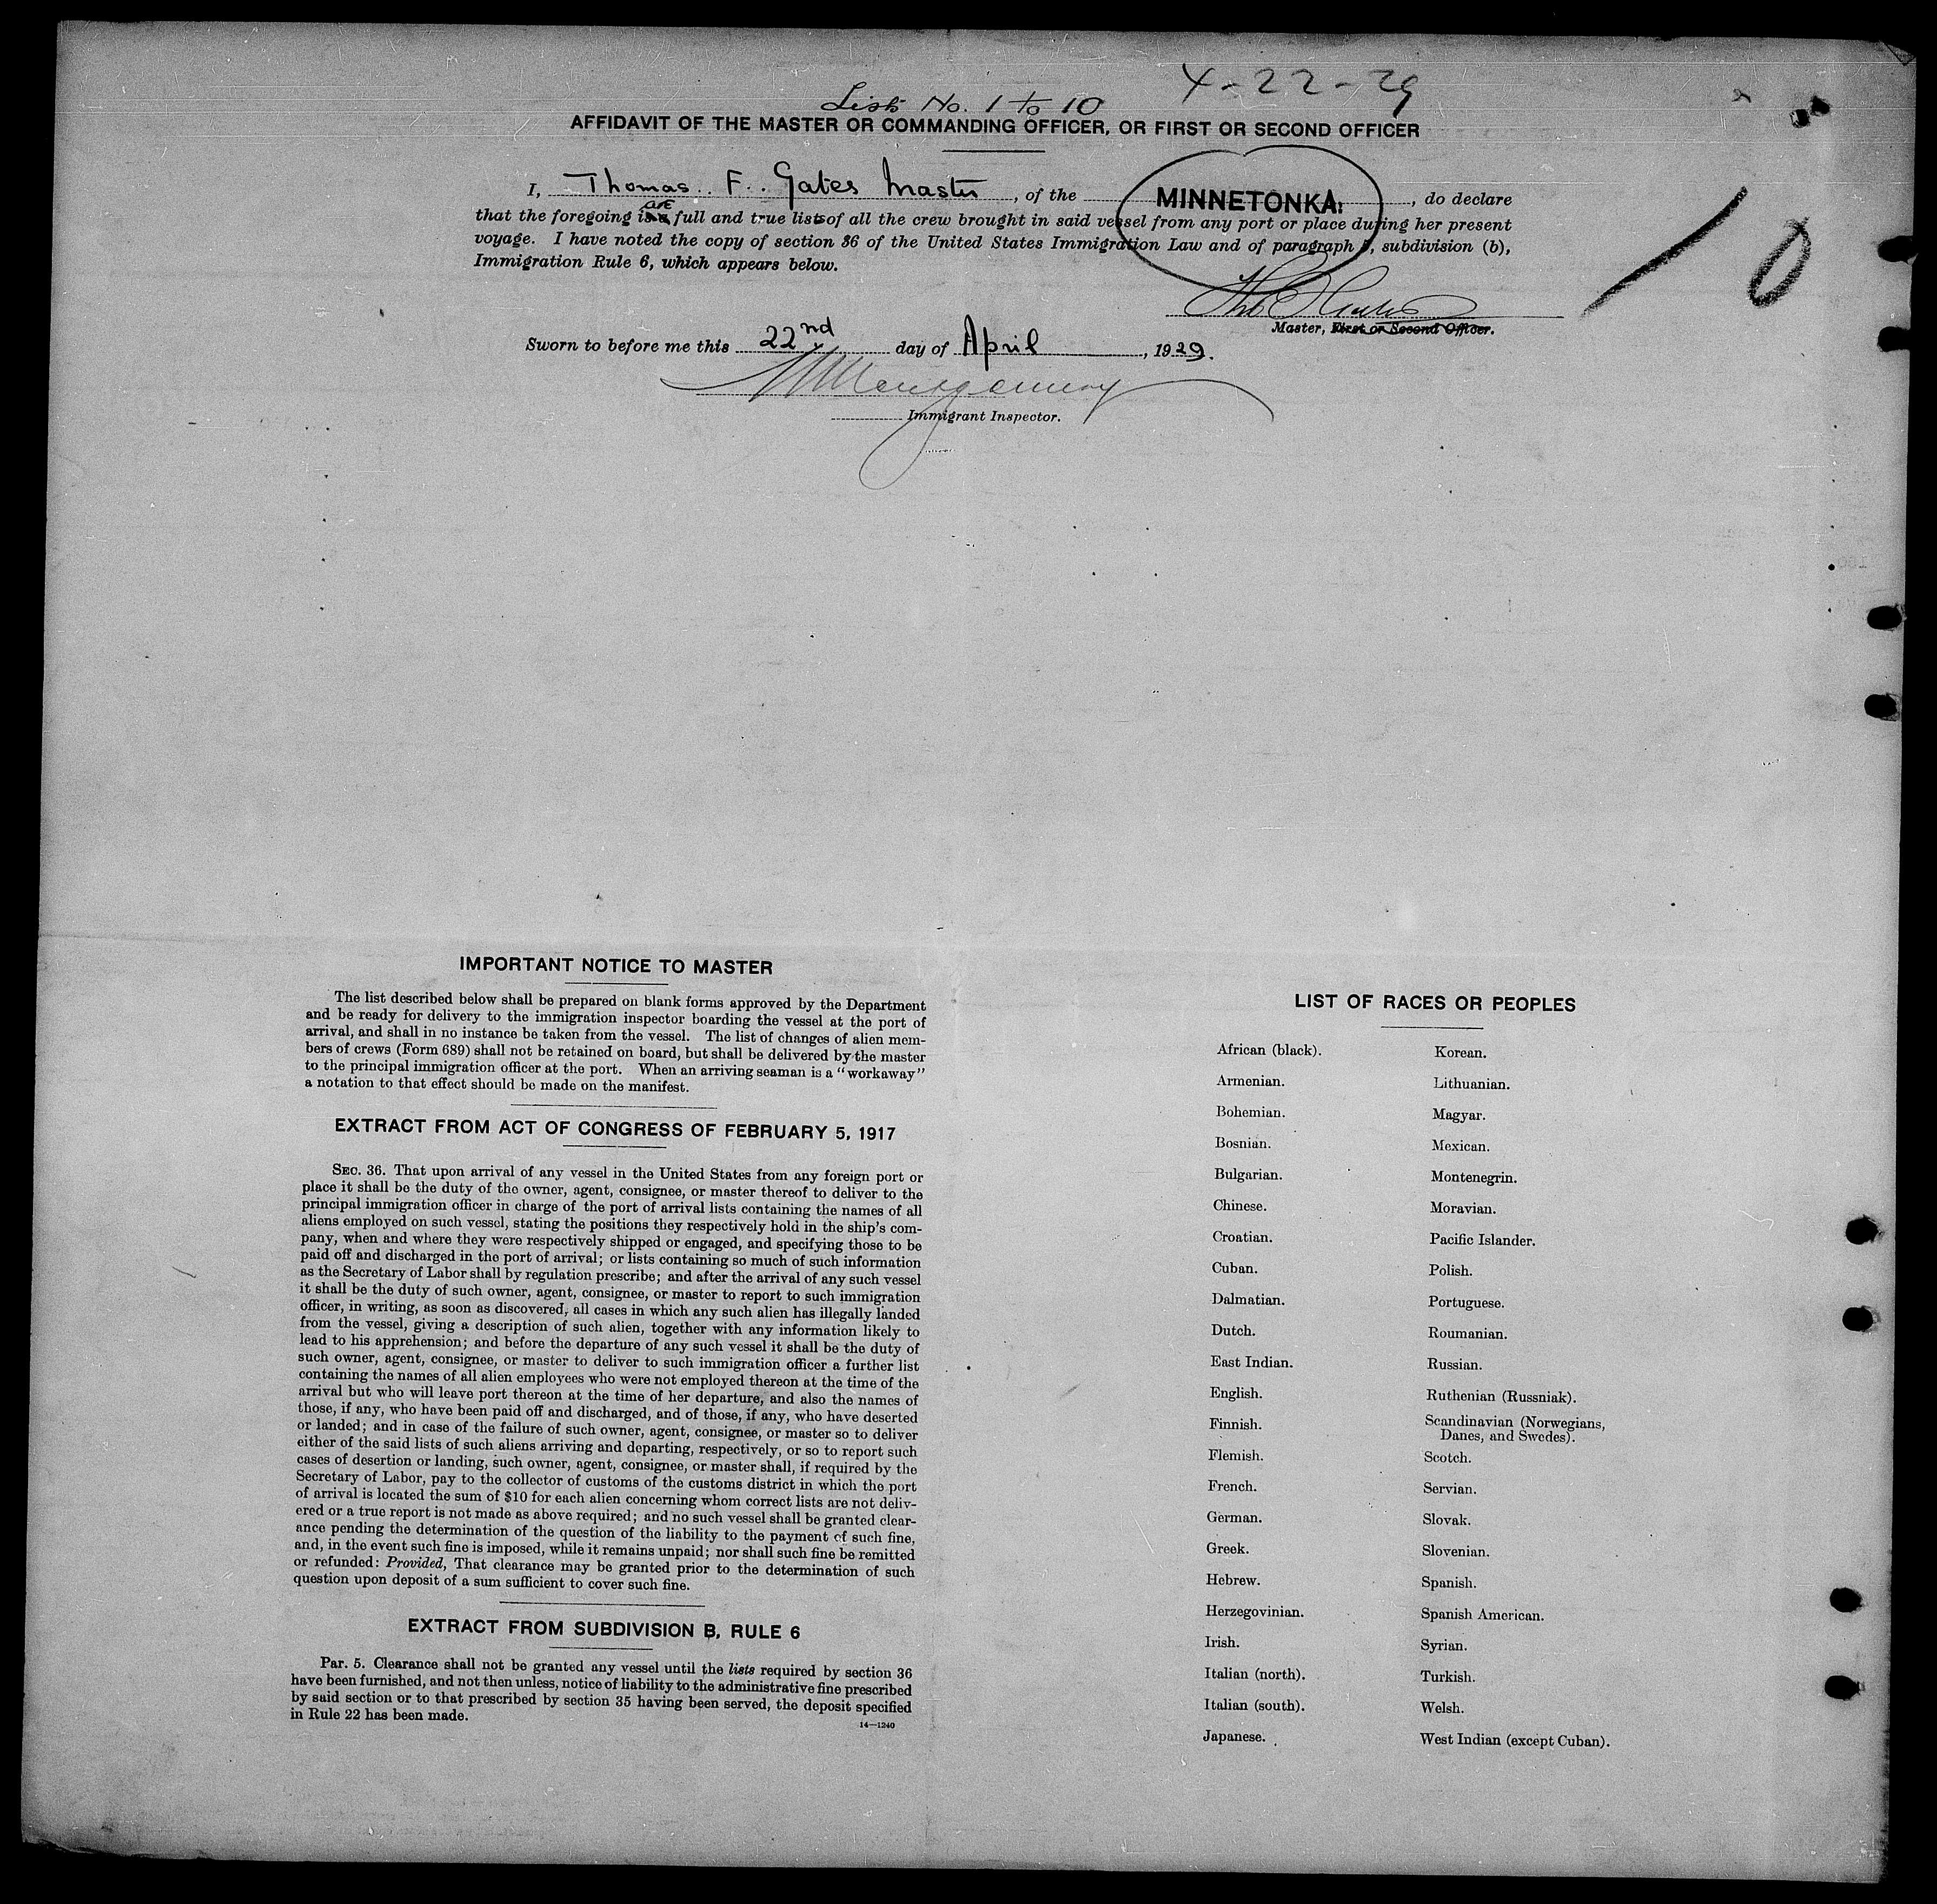 Lists No. 1 to 10
4-22-29
AFFIDAVIT OF THE MASTER OR COMMANDING OFFICER, OR FIRST OR SECOND OFFICER
I, Thomas. F. Gates Master, of the MINNETONKA, do declare
that the foregoing are full and true lists of all the crew brought in said vessel from any port or place during her present
voyage. I have noted the copy of section 36 of the United States Immigration Law and of paragraph 5, subdivision (b),
Immigration Rule 6, which appears below.
10
Master, First or Second Officer.
Sworn to before me this 22nd day of April, 1929.
Montgomery
Immigrant Inspector.
IMPORTANT NOTICE TO MASTER
The list described below shall be prepared on blank forms approved by the Department
and be ready for delivery to the immigration inspector boarding the vessel at the port of
arrival, and shall in no instance be taken from the vessel. The list of changes of alien mem-
bers of crews (Form 689) shall not be retained on board, but shall be delivered by the master
to the principal immigration officer at the port. When an arriving seaman is a "workaway"
a notation to that effect should be made on the manifest.
EXTRACT FROM ACT OF CONGRESS OF FEBRUARY 5, 1917
SEC. 36. That upon arrival of any vessel in the United States from any foreign port or
place it shall be the duty of the owner, agent, consignee, or master thereof to deliver to the
principal immigration officer in charge of the port of arrival lists containing the names of all
aliens employed on such vessel, stating the positions they respectively hold in the ship's com-
pany, when and where they were respectively shipped or engaged, and specifying those to be
paid off and discharged in the port of arrival; or lists containing so much of such information
as the Secretary of Labor shall by regulation prescribe; and after the arrival of any such vessel
it shall be the duty of such owner, agent, consignee, or master to report to such immigration
officer, in writing, as soon as discovered, all cases in which any such alien has illegally landed
from the vessel, giving a description of such alien, together with any information likely to
lead to his apprehension; and before the departure of any such vessel it shall be the duty of
such owner, agent, consignee, or master to deliver to such immigration officer a further list
containing the names of all alien employees who were not employed thereon at the time of the
arrival but who will leave port thereon at the time of her departure, and also the names of
those, if any, who have been paid off and discharged, and of those, if any, who have deserted
or landed; and in case of the failure of such owner, agent, consignee, or master so to deliver
either of the said lists of such aliens arriving and departing, respectively, or so to report such
cases of desertion or landing, such owner, agent, consignee, or master shall, if required by the
Secretary of Labor, pay to the collector of customs of the customs district in which the port
of arrival is located the sum of $10 for each alien concerning whom correct lists are not deliv-
ered or a true report is not made as above required; and no such vessel shall be granted clear-
ance pending the determination of the question of the liability to the payment of such fine,
and, in the event such fine is imposed, while it remains unpaid; nor shall such fine be remitted
or refunded: Provided, That clearance may be granted prior to the determination of such
question upon deposit of a sum sufficient to cover such fine.
EXTRACT FROM SUBDIVISION B, RULE 6
Par. 5. Clearance shall not be granted any vessel until the lists required by section 36
have been furnished, and not then unless, notice of liability to the administrative fine prescribed
by said section or to that prescribed by section 35 having been served, the deposit specified
in Rule 22 has been made.
14—1240
LIST OF RACES OR PEOPLES
African (black).
Armenian.
Bohemian.
Bosnian.
Bulgarian.
Chinese.
Croatian.
Cuban.
Dalmatian.
Dutch.
East Indian.
English.
Finnish.
Flemish.
French.
German.
Greek.
Hebrew.
Herzegovinian.
Irish.
Italian (north).
Italian (south).
Japanese.
Korean.
Lithuanian.
Magyar.
Mexican.
Montenegrin.
Moravian.
Pacific Islander.
Polish.
Portuguese.
Roumanian.
Russian.
Ruthenian (Russniak).
Scandinavian (Norwegians,
Danes, and Swedes).
Scotch.
Servian.
Slovak.
Slovenian.
Spanish.
Spanish American.
Syrian.
Turkish.
Welsh.
West Indian (except Cuban).